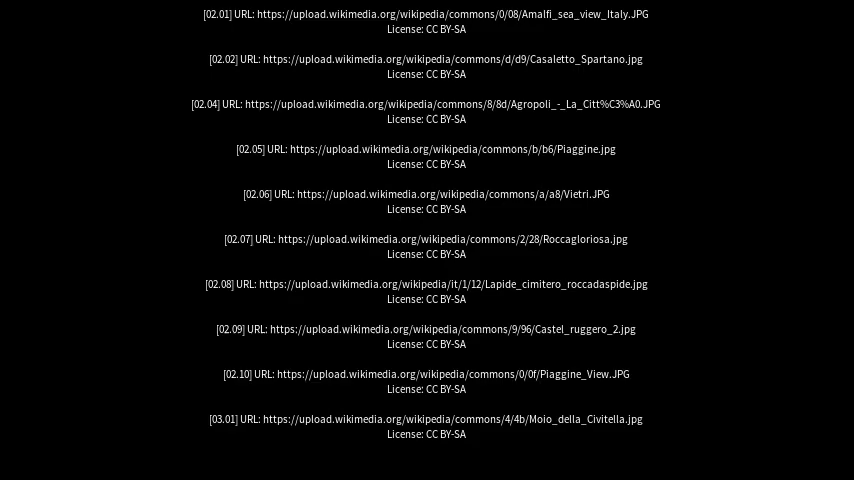 [02.01] URL: https://upload.wikimedia.org/wikipedia/commons/0/08/Amalfi_sea_view_Italy.JPG
License: CC BY-SA
[02.02] URL: https://upload.wikimedia.org/wikipedia/commons/d/d9/Casaletto_Spartano.jpg
License: CC BY-SA
[02.04] URL: https://upload.wikimedia.org/wikipedia/commons/8/8d/Agropoli_-_La_Citt%C3%A0.JPG
License: CC BY-SA
[02.05] URL: https://upload.wikimedia.org/wikipedia/commons/b/b6/Piaggine.jpg
License: CC BY-SA
[02.06] URL: https://upload.wikimedia.org/wikipedia/commons/a/a8/Vietri.JPG
License: CC BY-SA
[02.07] URL: https://upload.wikimedia.org/wikipedia/commons/2/28/Roccagloriosa.jpg
License: CC BY-SA
[02.08] URL: https://upload.wikimedia.org/wikipedia/it/1/12/Lapide_cimitero_roccadaspide.jpg
License: CC BY-SA
[02.09] URL: https://upload.wikimedia.org/wikipedia/commons/9/96/Castel_ruggero_2.jpg
License: CC BY-SA
[02.10] URL: https://upload.wikimedia.org/wikipedia/commons/0/0f/Piaggine_View.JPG
License: CC BY-SA
[03.01] URL: https://upload.wikimedia.org/wikipedia/commons/4/4b/Moio_della_Civitella.jpg
License: CC BY-SA